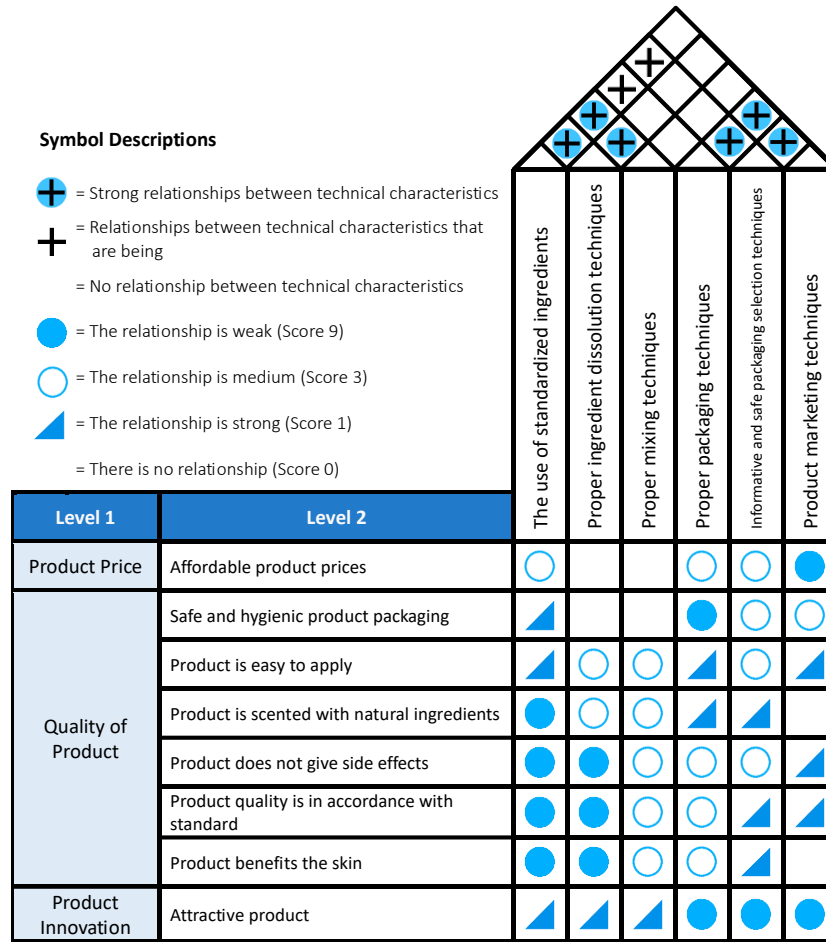 Symbol Descriptions
= Strong relationships between technical characteristics
= Relationships between technical characteristics that
are being
= No relationship between technical characteristics
= The relationship is weak (Score 9)
= The relationship is medium (Score 3)
= The relationship is strong (Score 1)
= There is no relationship (Score 0)
The use of standardized ingredients
Proper ingredient dissolution techniques
Proper mixing techniques
Proper packaging techniques
Informative and safe packaging selection techniques
Product marketing techniques
Level 1
Level 2
Product Price
Affordable product prices
Quality of
Product
Safe and hygienic product packaging
Product is easy to apply
Product is scented with natural ingredients
Product does not give side effects
Product quality is in accordance with
standard
Product benefits the skin
Product
Innovation
Attractive product